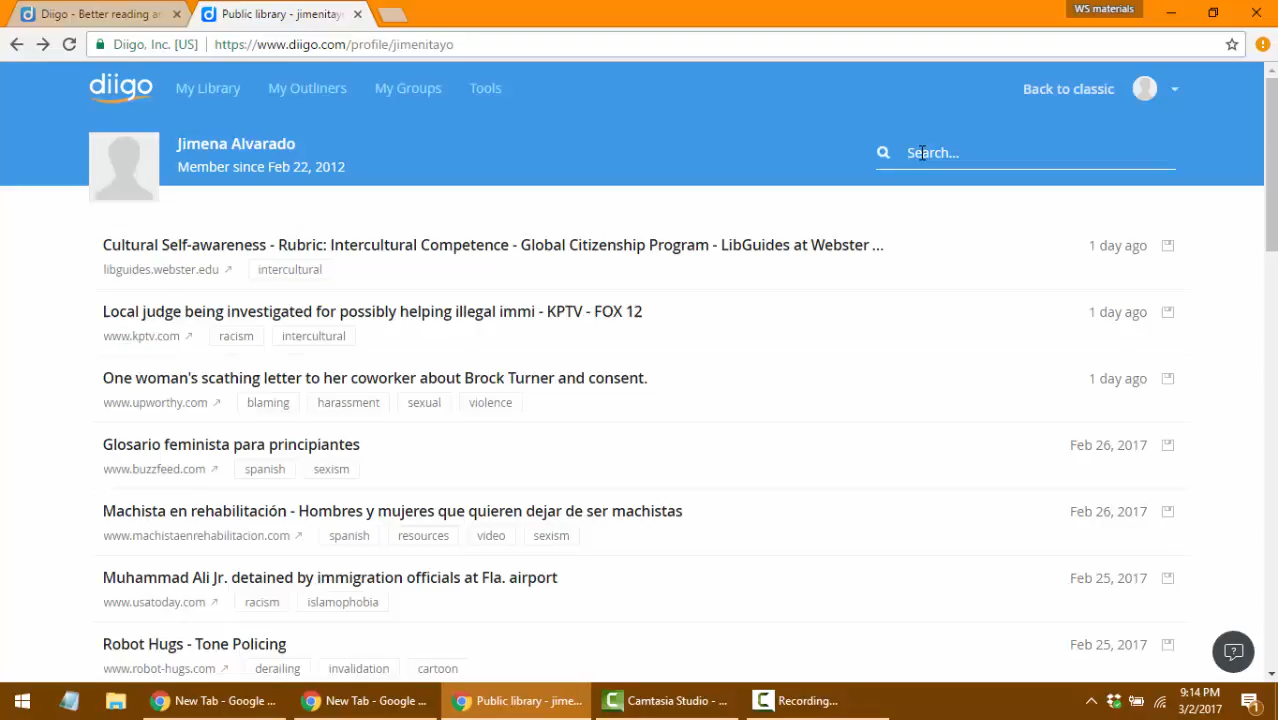 Diigo - Better reading an
Public library - jimenitayo
WS materials
Diigo, Inc. [US]
https://www.diigo.com/profile/jimenitayo
diigo
My Library
My Outliners
My Groups
Tools
Back to classic
Jimena Alvarado
Member since Feb 22, 2012
Search...
Cultural Self-awareness - Rubric: Intercultural Competence - Global Citizenship Program - LibGuides at Webster ...
1 day ago
libguides.webster.edu
intercultural
Local judge being investigated for possibly helping illegal immi - KPTV - FOX 12
1 day ago
www.kptv.com
racism
intercultural
One woman's scathing letter to her coworker about Brock Turner and consent.
1 day ago
www.upworthy.com
blaming
harassment
sexual
violence
Glosario feminista para principiantes
Feb 26, 2017
www.buzzfeed.com
spanish
sexism
Machista en rehabilitación - Hombres y mujeres que quieren dejar de ser machistas
Feb 26, 2017
www.machistaenrehabilitacion.com
spanish
resources
video
sexism
Muhammad Ali Jr. detained by immigration officials at Fla. airport
Feb 25, 2017
www.usatoday.com
racism
islamophobia
Robot Hugs - Tone Policing
Feb 25, 2017
www.robot-hugs.com
derailing
invalidation
cartoon
New Tab - Google ...
New Tab - Google ...
Public library - jime...
Camtasia Studio - ...
Recording...
9:14 PM
3/2/2017